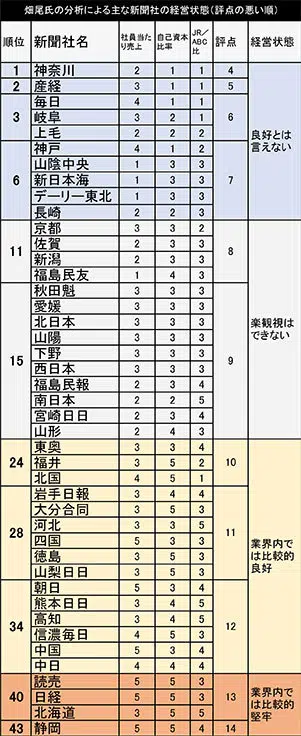 畑尾氏の分析による主な新聞社の経営状態（評点の悪い順）
順位 新聞社名 社員当たり売上 自己資本比率 JR／ABC比 評点 経営状態
1 神奈川 2 1 1 4 良好とは言えない
2 産経 3 1 1 5
3 毎日 4 1 1 6
岐阜 3 2 1
上毛 2 2 2
6 神戸 4 1 2 7
山陰中央 1 3 3
新日本海 1 3 3
デーリー東北 1 3 3
長崎 2 2 3
11 京都 3 3 2 8 楽観視はできない
佐賀 2 3 3
新潟 2 3 3
福島民友 1 4 3
15 秋田魁 3 3 3 9
愛媛 3 3 3
北日本 3 3 3
山陽 3 3 3
下野 3 3 3
西日本 3 3 3
福島民報 2 3 4
南日本 2 2 5
宮崎日日 2 3 4
山形 2 4 3
24 東奥 3 3 4 10 業界内では比較的良好
福井 3 5 2
北国 4 5 1
28 岩手日報 3 4 4 11
大分合同 3 5 3
河北 3 3 5
四国 5 3 3
徳島 3 5 3
山梨日日 3 5 3
34 朝日 5 3 4 12
熊本日日 3 4 5
高知 3 4 5
信濃毎日 4 5 3
中国 5 3 4
中日 4 4 4
40 読売 5 5 3 13 業界内では比較的堅牢
日経 5 5 3
北海道 3 5 5
43 静岡 5 5 4 14